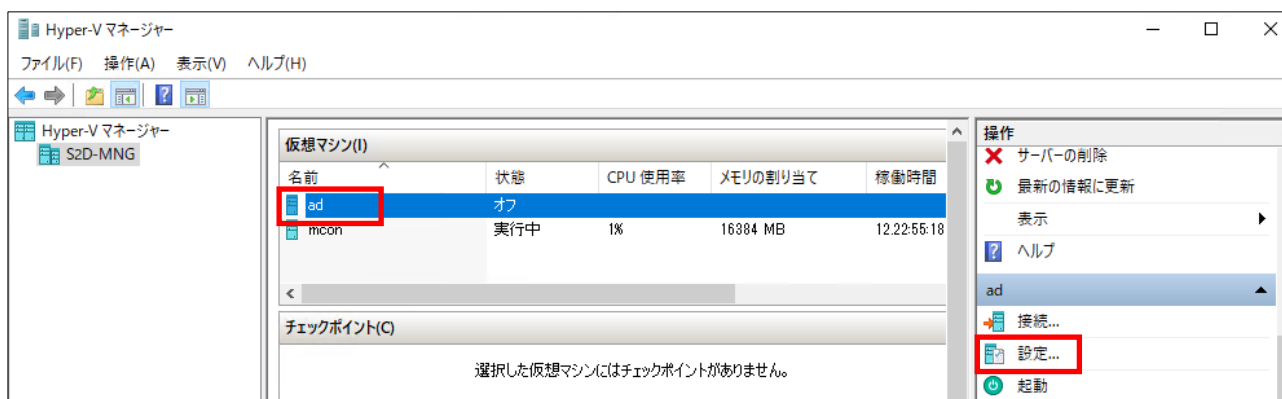 Hyper-V マネージャー
ファイル(F) 操作(A) 表示(V) ヘルプ(H)
Hyper-V マネージャー
S2D-MNG
仮想マシン(I)
名前 状態 CPU 使用率 メモリの割り当て 稼働時間
ad オフ
mcon 実行中 1% 16384 MB 12.22:55:18
チェックポイント(C)
選択した仮想マシンにはチェックポイントがありません。
操作
サーバーの削除
最新の情報に更新
表示
ヘルプ
ad
接続...
設定...
起動